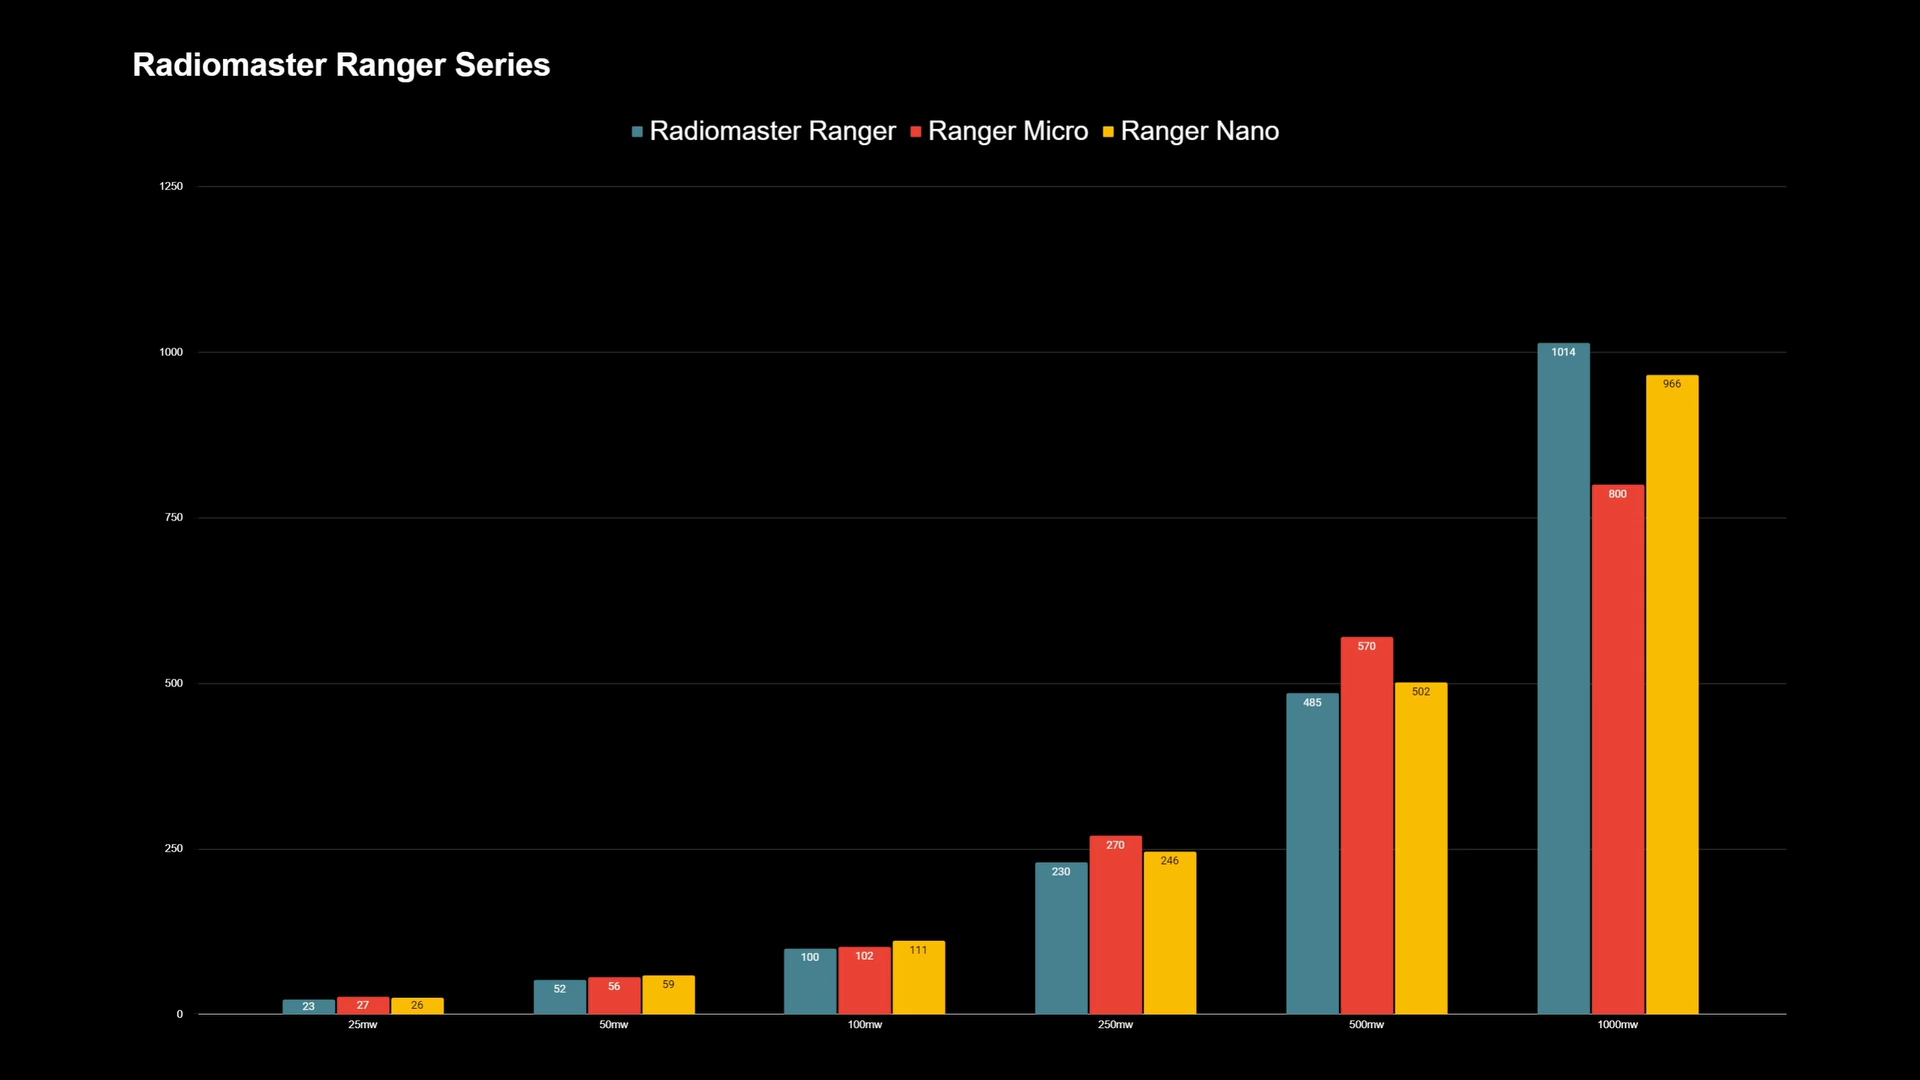 Radiomaster Ranger Series
Radiomaster Ranger Ranger Micro Ranger Nano
1250
1000
750
500
250
0
23 27 26
52 56 59
100 102 111
230 270 246
485 570 502
1014 800 966
25mw 50mw 100mw 250mw 500mw 1000mw